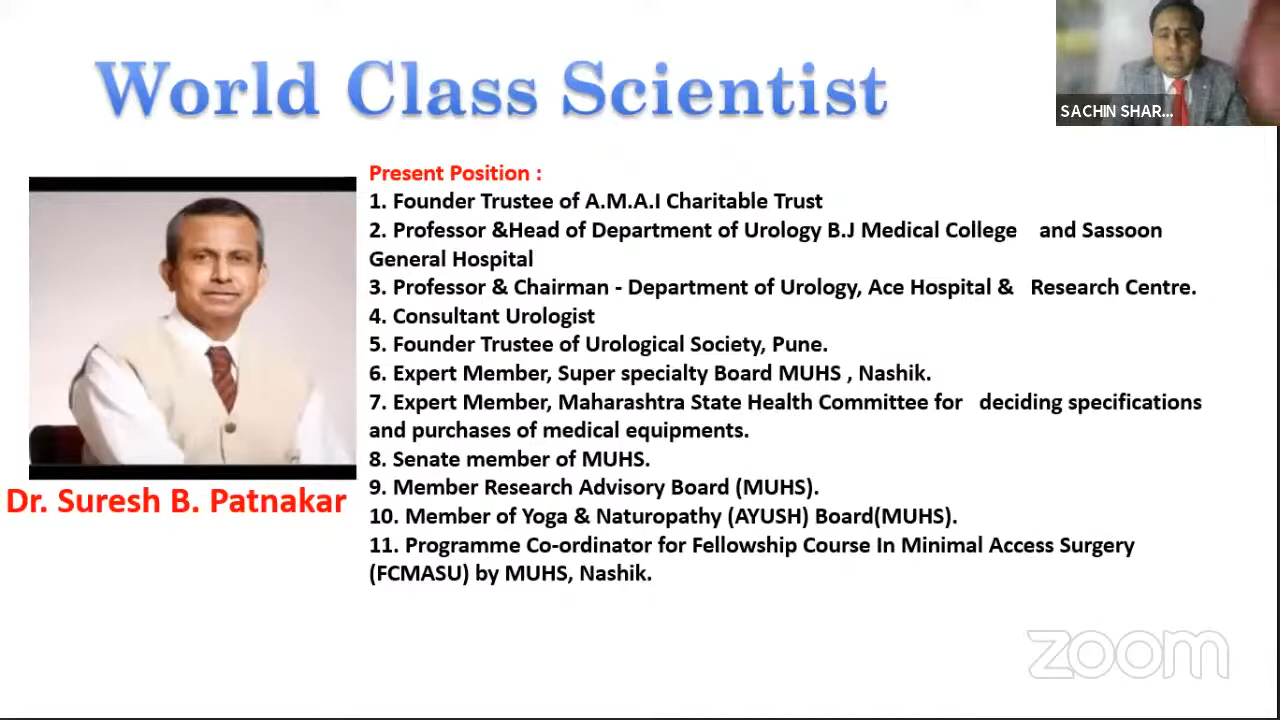 World Class Scientist
SACHIN SHAR...
Present Position :
1. Founder Trustee of A.M.A.I Charitable Trust
2. Professor &Head of Department of Urology B.J Medical College and Sassoon
General Hospital
3. Professor & Chairman - Department of Urology, Ace Hospital & Research Centre.
4. Consultant Urologist
5. Founder Trustee of Urological Society, Pune.
6. Expert Member, Super specialty Board MUHS , Nashik.
7. Expert Member, Maharashtra State Health Committee for deciding specifications
and purchases of medical equipments.
8. Senate member of MUHS.
9. Member Research Advisory Board (MUHS).
10. Member of Yoga & Naturopathy (AYUSH) Board(MUHS).
11. Programme Co-ordinator for Fellowship Course In Minimal Access Surgery
(FCMASU) by MUHS, Nashik.
Dr. Suresh B. Patnakar
zoom